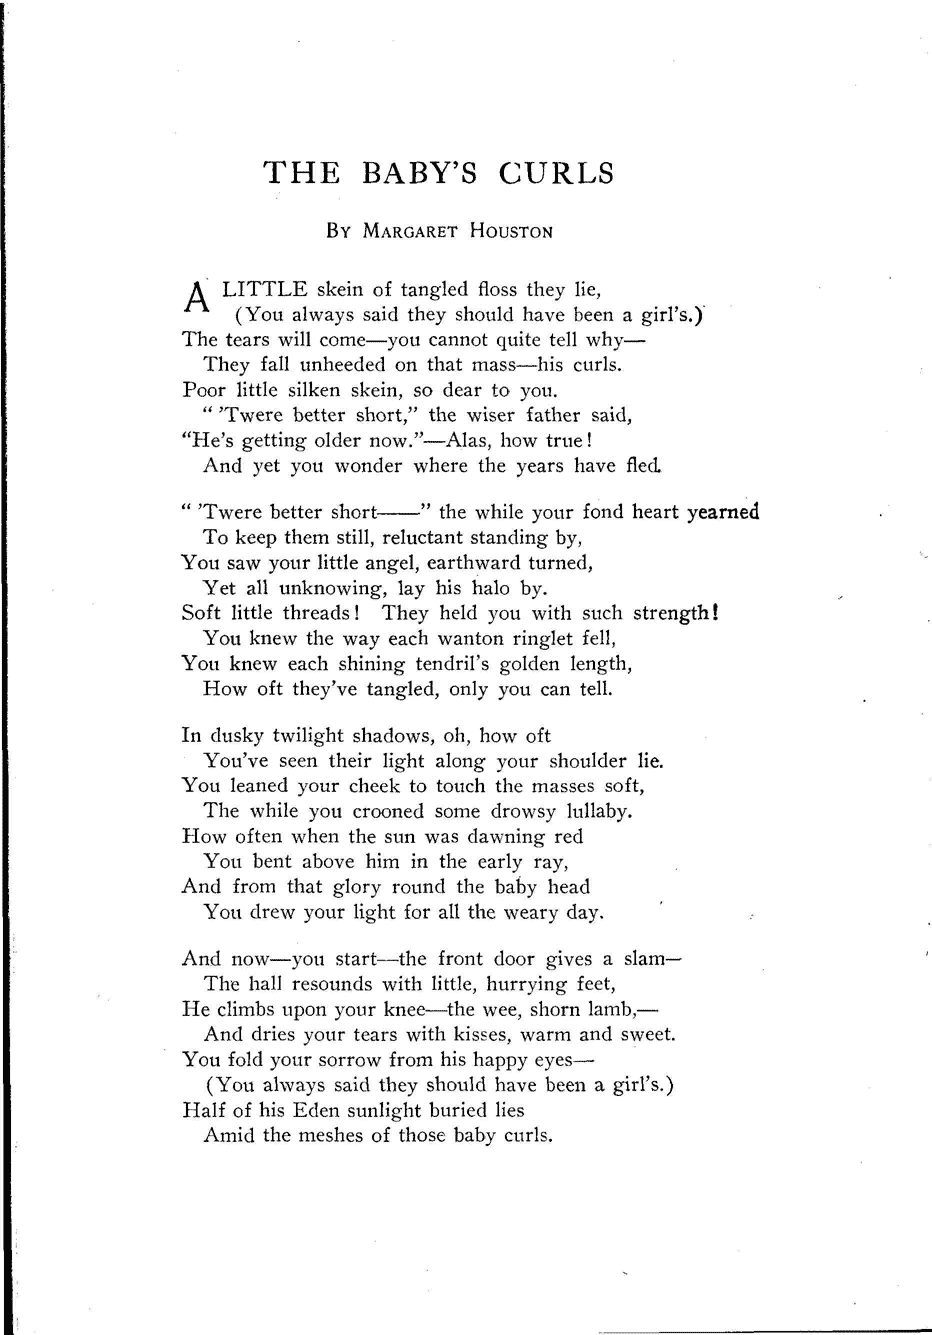 THE BABY'S CURLS
By Margaret Houston
A LITTLE skein of tangled floss they lie,
(You always said they should have been a girl's.)
The tears will come—you cannot quite tell why—
They fall unheeded on that mass—his curls.
Poor little silken skein, so dear to you.
" 'Twere better short," the wiser father said,
"He's getting older now."—Alas, how true!
And yet you wonder where the years have fled.
" 'Twere better short——" the while your fond heart yearned
To keep them still, reluctant standing by,
You saw your little angel, earthward turned,
Yet all unknowing, lay his halo by.
Soft little threads! They held you with such strength!
You knew the way each wanton ringlet fell,
You knew each shining tendril's golden length,
How oft they've tangled, only you can tell.
In dusky twilight shadows, oh, how oft
You've seen their light along your shoulder lie.
You leaned your cheek to touch the masses soft,
The while you crooned some drowsy lullaby.
How often when the sun was dawning red
You bent above him in the early ray,
And from that glory round the baby head
You drew your light for all the weary day.
And now—you start—the front door gives a slam—
The hall resounds with little, hurrying feet,
He climbs upon your knee—the wee, shorn lamb,—
And dries your tears with kisses, warm and sweet.
You fold your sorrow from his happy eyes—
(You always said they should have been a girl's.)
Half of his Eden sunlight buried lies
Amid the meshes of those baby curls.